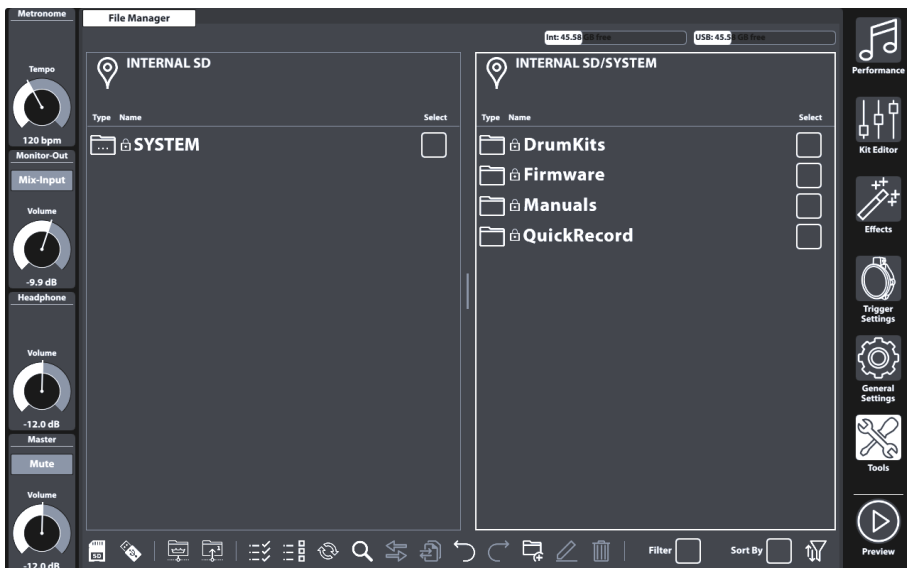 Metronome
Tempo
120 bpm
Monitor-Out
Mix-Input
Volume
-9.9 dB
Headphone
Volume
-12.0 dB
Master
Mute
Volume
-12.0 dB
File Manager
Int: 45.58 GB free
USB: 45.58 GB free
INTERNAL SD
Type Name Select
... SYSTEM
INTERNAL SD/SYSTEM
Type Name Select
DrumKits
Firmware
Manuals
QuickRecord
SD
Filter
Sort By
Performance
Kit Editor
Effects
Trigger
Settings
General
Settings
Tools
Preview